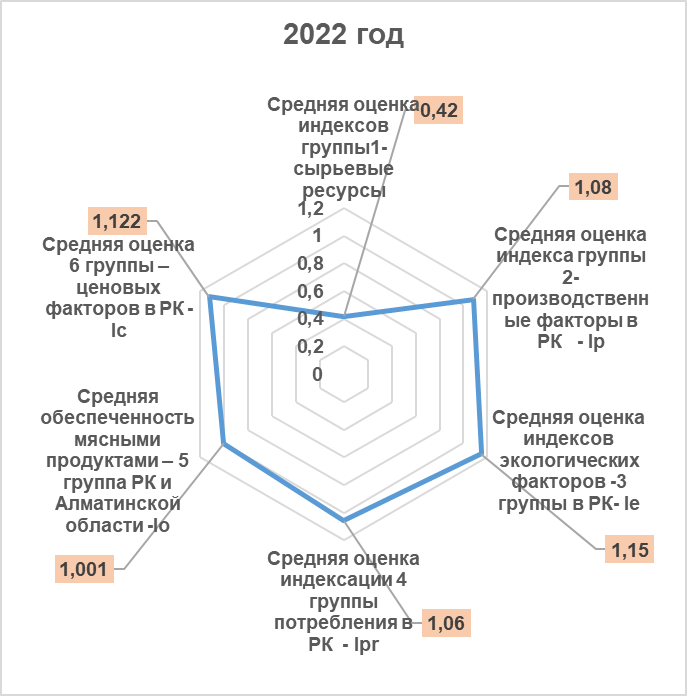 2022 год
Средняя оценка
индексов
группы1-
сырьевые
ресурсы
0,42
1,08
Средняя оценка
индекса группы
2-
производственн
ые факторы в
РК - Iр
Средняя оценка
индексов
экологических
факторов -3
группы в РК- Ie
1,15
Средняя оценка
индексации 4
группы
потребления в
РК - Ipr
1,06
Средняя
обеспеченность
мясными
продуктами – 5
группа РК и
Алматинской
области -Io
1,001
1,122
Средняя оценка
6 группы –
ценовых
факторов в РК -
Ic
1,2
1
0,8
0,6
0,4
0,2
0